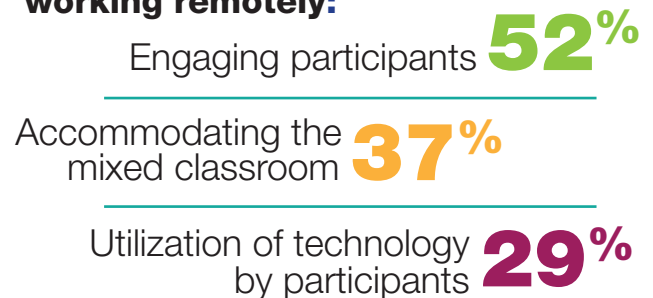 working remotely:
Engaging participants 52%
Accommodating the
mixed classroom 37%
Utilization of technology
by participants 29%